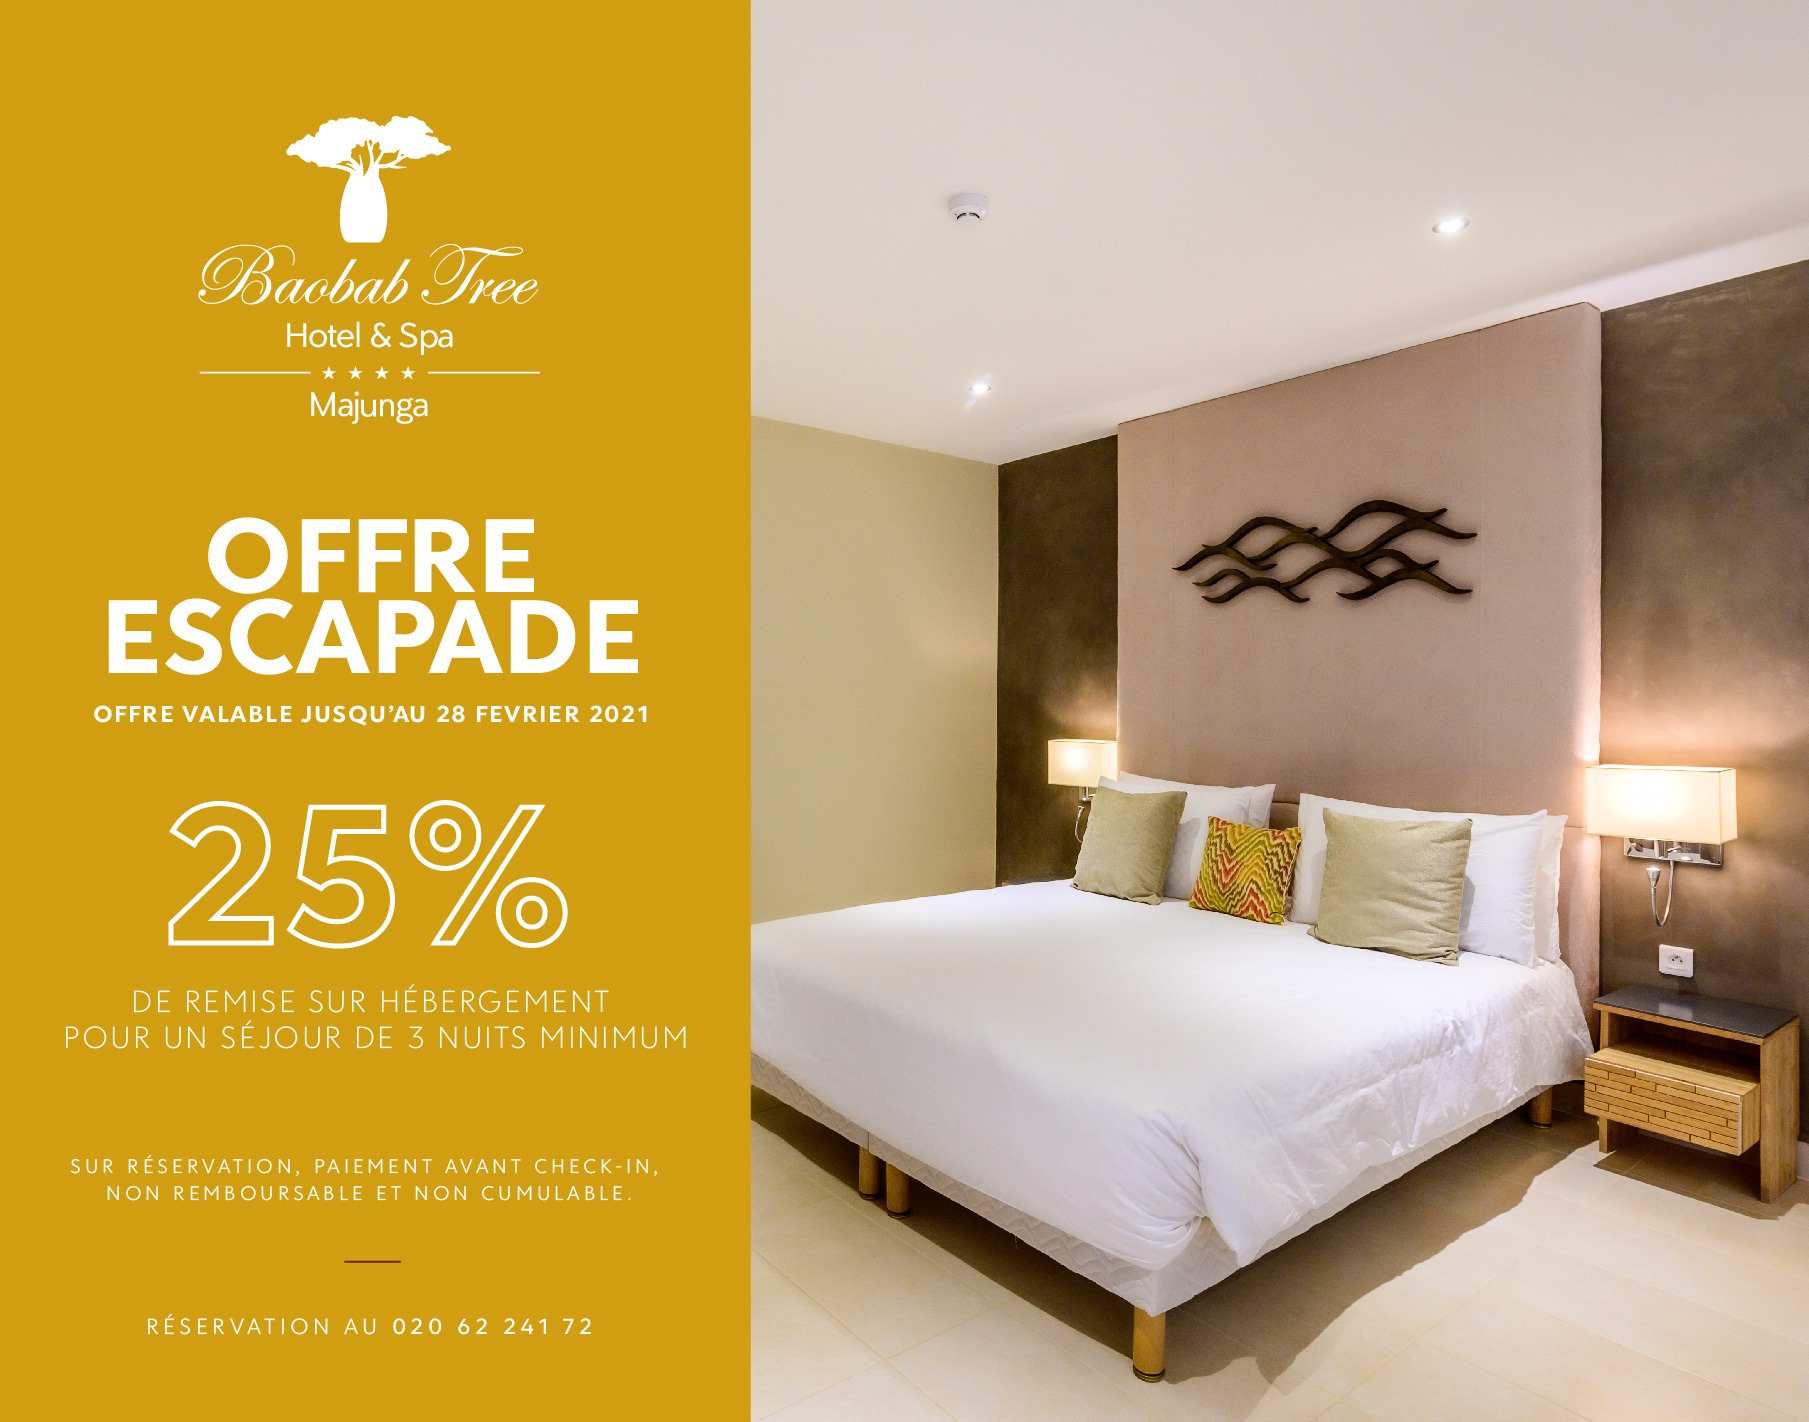 Baobab Tree
Hotel & Spa
★ ★ ★ ★
Majunga
OFFRE
ESCAPADE
OFFRE VALABLE JUSQU'AU 28 FEVRIER 2021
25%
DE REMISE SUR HÉBERGEMENT
POUR UN SÉJOUR DE 3 NUITS MINIMUM
SUR RÉSERVATION, PAIEMENT AVANT CHECK-IN,
NON REMBOURSABLE ET NON CUMULABLE.
RÉSERVATION AU 020 62 241 72